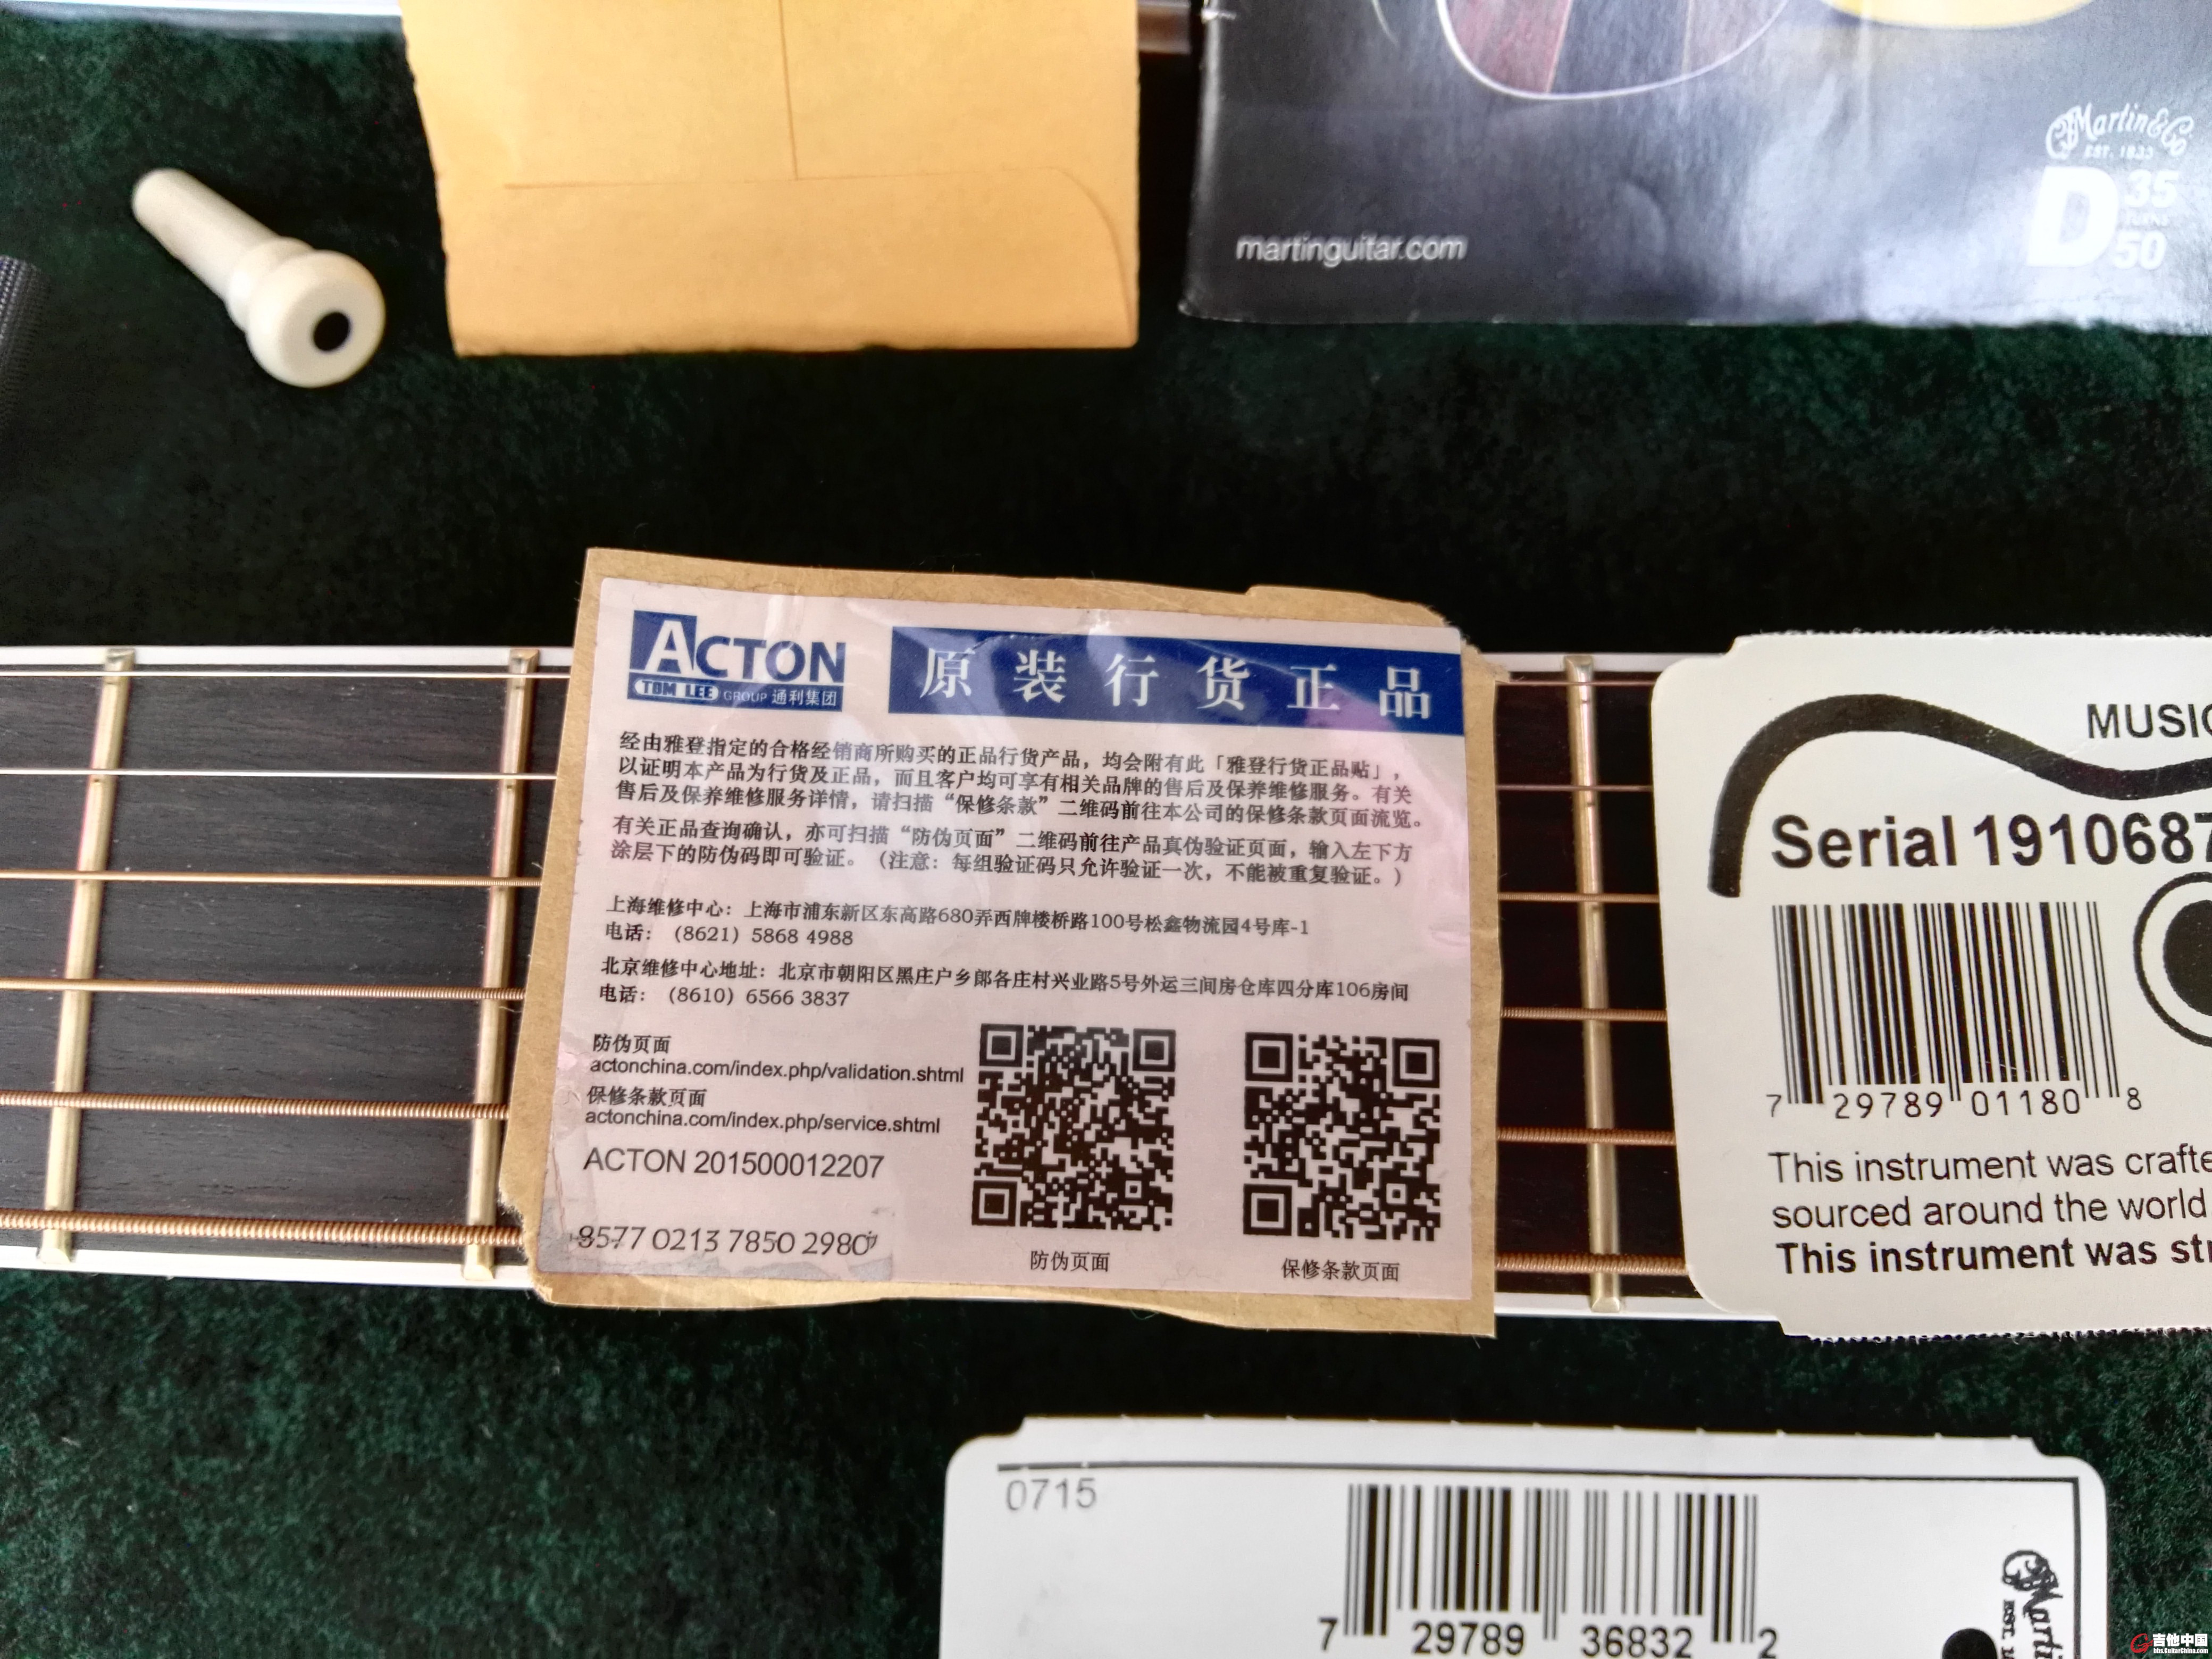 Martin & Co
EST. 1833
D
35
YEARS
50
martinguitar.com
ACTON
TOM LEE GROUP 通利集团
原装行货正品
经由雅登指定的合格经销商所购买的正品行货产品，均会附有此「雅登行货正品贴」，
以证明本产品为行货及正品，而且客户均可享有相关品牌的售后及保养维修服务。有关
售后及保养维修服务详情，请扫描“保修条款”二维码前往本公司的保修条款页面流览。
有关正品查询确认，亦可扫描“防伪页面”二维码前往产品真伪验证页面，输入左下方
涂层下的防伪码即可验证。（注意：每组验证码只允许验证一次，不能被重复验证。）
上海维修中心：上海市浦东新区东高路680弄西牌楼桥路100号松鑫物流园4号库-1
电话：（8621）5868 4988
北京维修中心地址：北京市朝阳区黑庄户乡郎各庄村兴业路5号外运三间房仓库四分库106房间
电话：（8610）6566 3837
防伪页面
actonchina.com/index.php/validation.shtml
保修条款页面
actonchina.com/index.php/service.shtml
ACTON 201500012207
8577 0213 7850 2980
防伪页面
保修条款页面
MUSIC
Serial 1910687
7 29789 01180 8
This instrument was crafte
sourced around the world
This instrument was str
0715
7 29789 36832 2
Marti
EST. 1
吉他中国
bbs.GuitarChina.com